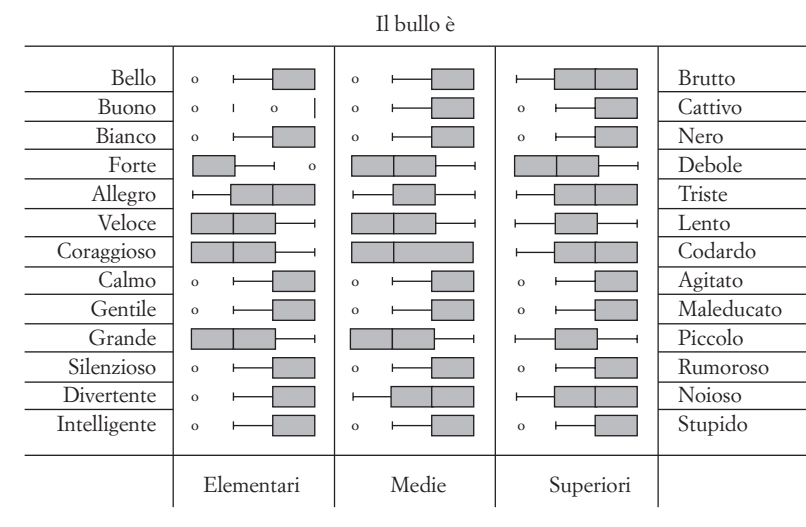 Il bullo è
Bello Brutto
Buono Cattivo
Bianco Nero
Forte Debole
Allegro Triste
Veloce Lento
Coraggioso Codardo
Calmo Agitato
Gentile Maleducato
Grande Piccolo
Silenzioso Rumoroso
Divertente Noioso
Intelligente Stupido
Elementari Medie Superiori